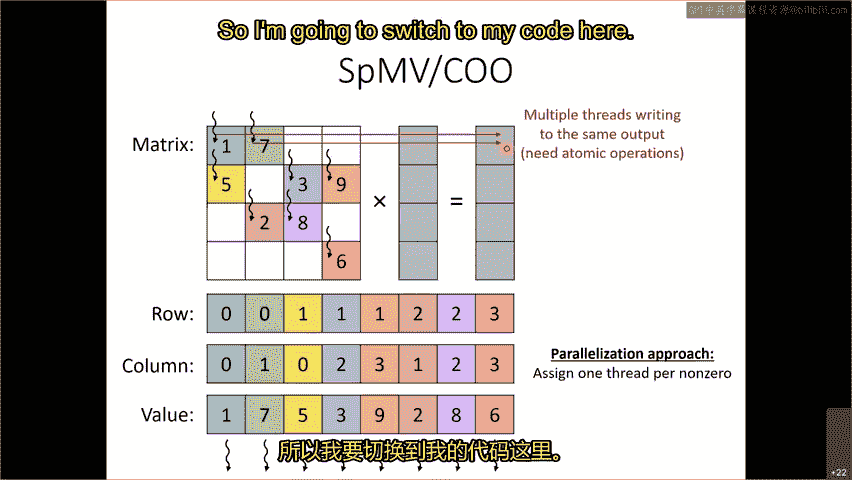 So I'm going to switch to my code here.
SpMV/COO
Multiple threads writing
to the same output
(need atomic operations)
Matrix:
1 7
5 3 9
× =
2 8
6
Row: 0 0 1 1 1 2 2 3
Column: 0 1 0 2 3 1 2 3
Value: 1 7 5 3 9 2 8 6
Parallelization approach:
Assign one thread per nonzero
所以我要切换到我的代码这里。
+22